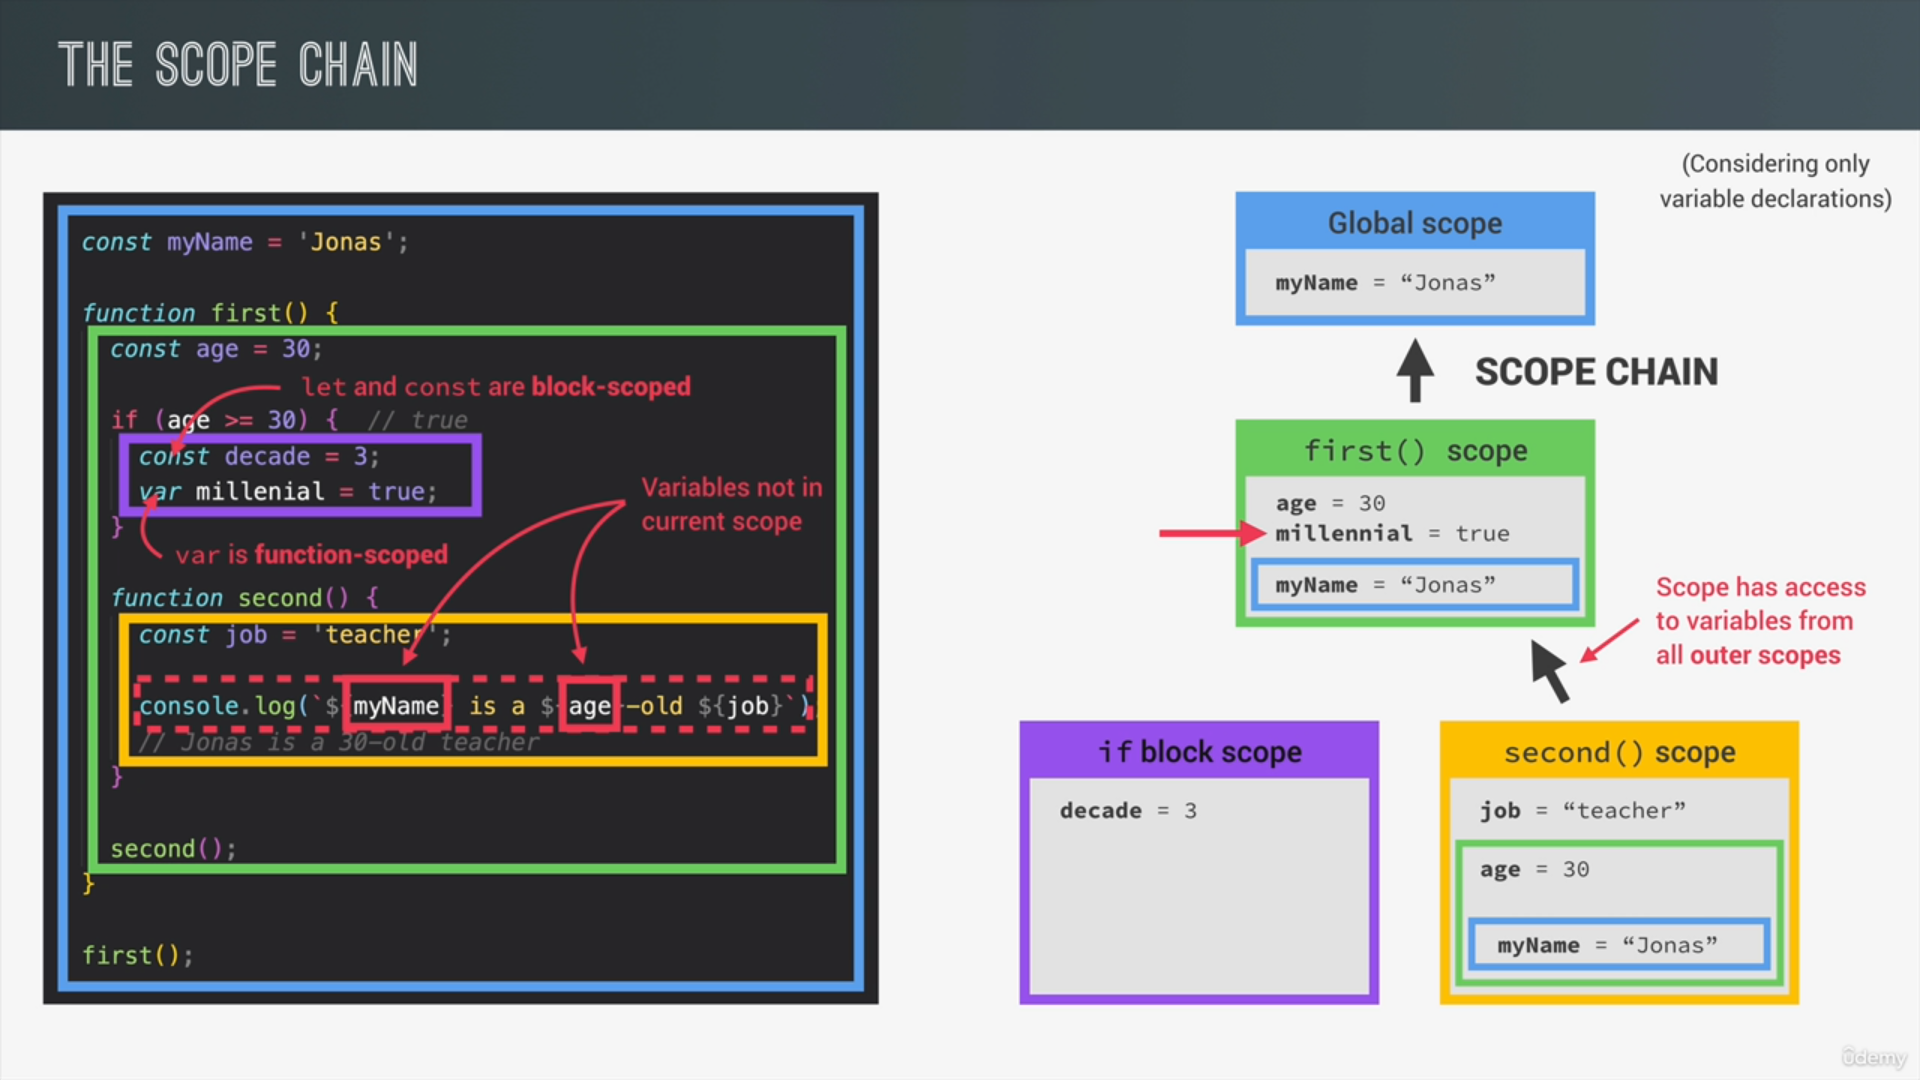 THE SCOPE CHAIN
(Considering only
variable declarations)
const myName = 'Jonas';
function first() {
const age = 30;
let and const are block-scoped
if (age >= 30) { // true
const decade = 3;
var millenial = true;
}
var is function-scoped
Variables not in
current scope
function second() {
const job = 'teacher';
console.log(`${myName} is a ${age}-old ${job}`)
// Jonas is a 30-old teacher
}
second();
}
first();
Global scope
myName = “Jonas”
SCOPE CHAIN
first() scope
age = 30
millennial = true
myName = “Jonas”
Scope has access
to variables from
all outer scopes
if block scope
decade = 3
second() scope
job = “teacher”
age = 30
myName = “Jonas”
ûdemy